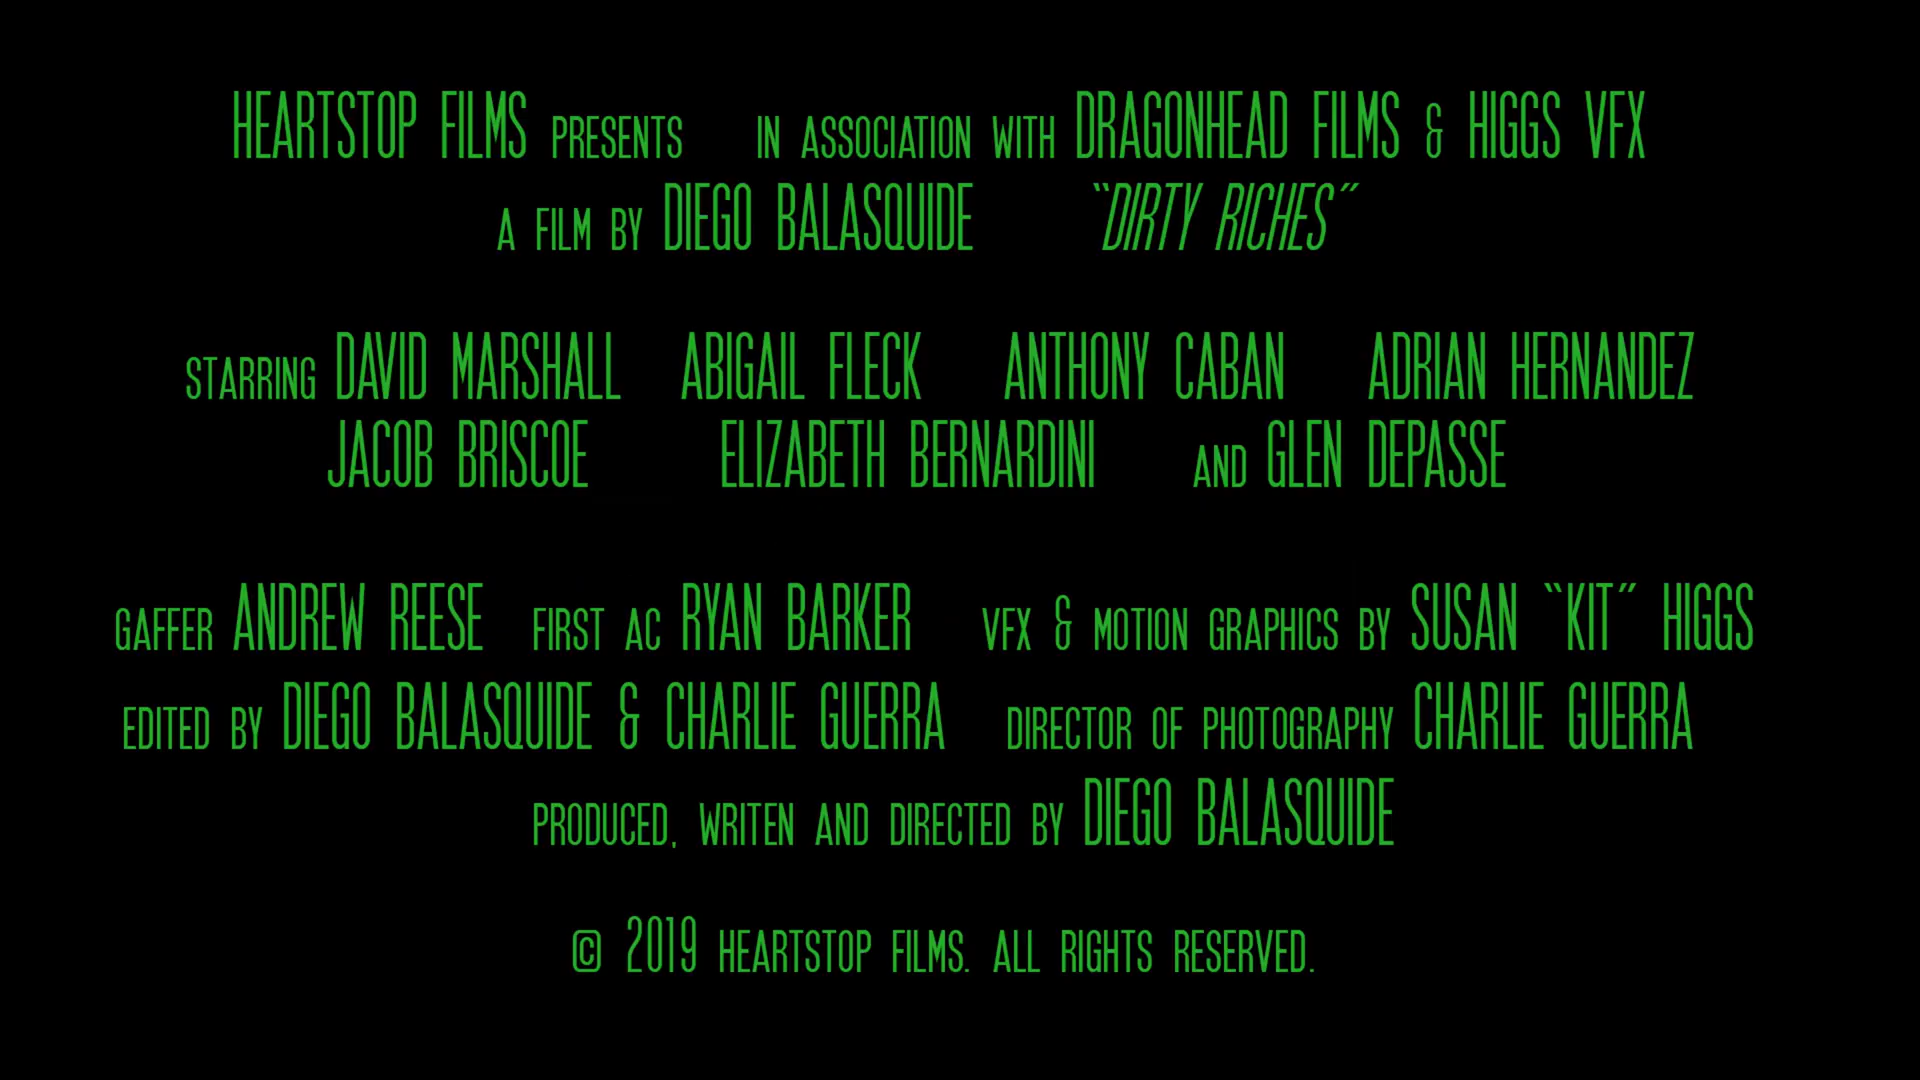 HEARTSTOP FILMS PRESENTS IN ASSOCIATION WITH DRAGONHEAD FILMS & HIGGS VFX
A FILM BY DIEGO BALASQUIDE "DIRTY RICHES"
STARRING DAVID MARSHALL ABIGAIL FLECK ANTHONY CABAN ADRIAN HERNANDEZ
JACOB BRISCOE ELIZABETH BERNARDINI AND GLEN DEPASSE
GAFFER ANDREW REESE FIRST AC RYAN BARKER VFX & MOTION GRAPHICS BY SUSAN "KIT" HIGGS
EDITED BY DIEGO BALASQUIDE & CHARLIE GUERRA DIRECTOR OF PHOTOGRAPHY CHARLIE GUERRA
PRODUCED, WRITEN AND DIRECTED BY DIEGO BALASQUIDE
© 2019 HEARTSTOP FILMS. ALL RIGHTS RESERVED.